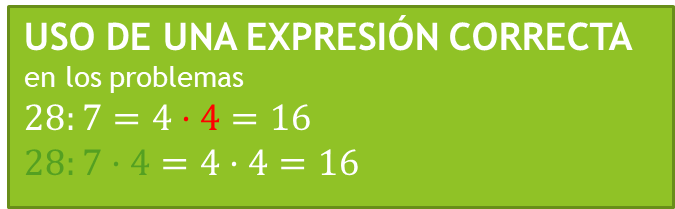 USO DE UNA EXPRESIÓN CORRECTA
en los problemas
28: 7 = 4 · 4 = 16
28: 7 · 4 = 4 · 4 = 16